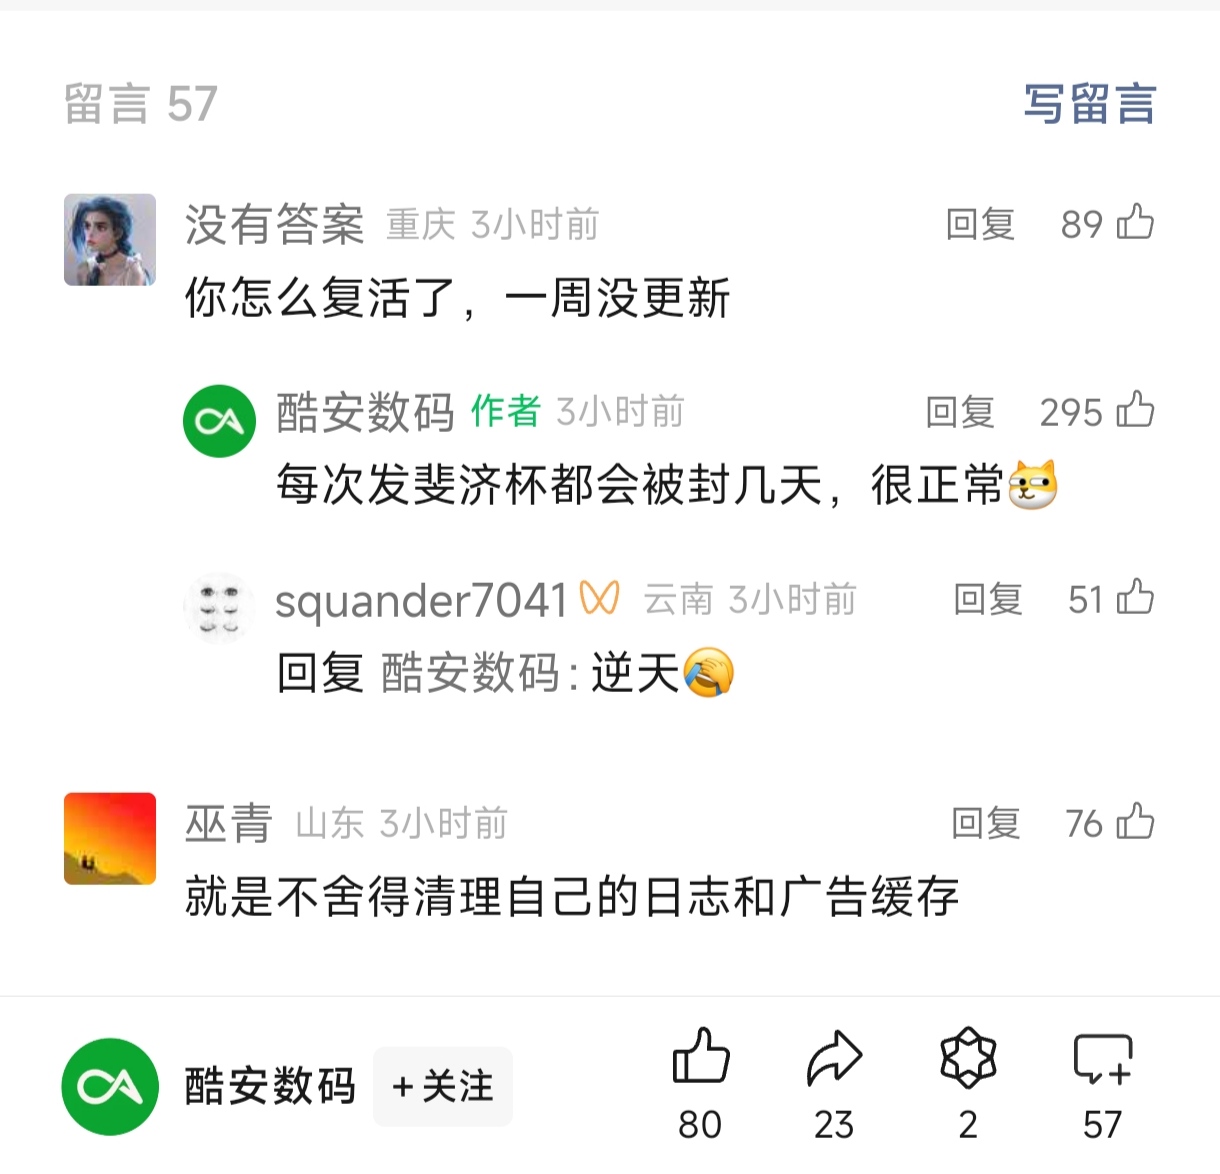 留言 57 写留言
没有答案 重庆 3小时前 回复 89
你怎么复活了，一周没更新
酷安数码 作者 3小时前 回复 295
每次发斐济杯都会被封几天，很正常
squander7041 云南 3小时前 回复 51
回复 酷安数码：逆天
巫青 山东 3小时前 回复 76
就是不舍得清理自己的日志和广告缓存
酷安数码 +关注
80 23 2 57